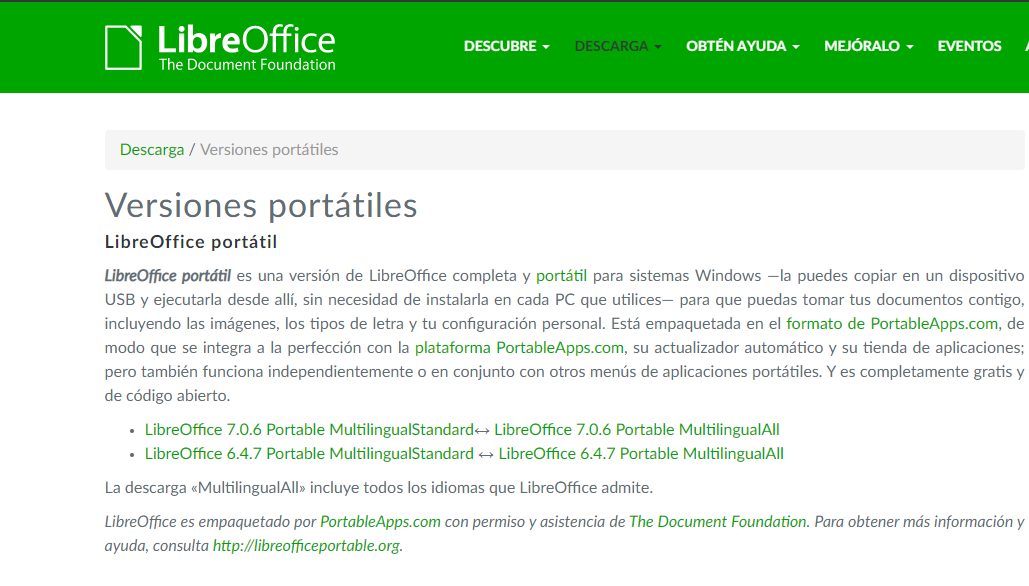 LibreOffice
The Document Foundation
DESCUBRE DESCARGA OBTÉN AYUDA MEJÓRALO EVENTOS
Descarga / Versiones portátiles
Versiones portátiles
LibreOffice portátil
LibreOffice portátil es una versión de LibreOffice completa y portátil para sistemas Windows —la puedes copiar en un dispositivo
USB y ejecutarla desde allí, sin necesidad de instalarla en cada PC que utilices— para que puedas tomar tus documentos contigo,
incluyendo las imágenes, los tipos de letra y tu configuración personal. Está empaquetada en el formato de PortableApps.com, de
modo que se integra a la perfección con la plataforma PortableApps.com, su actualizador automático y su tienda de aplicaciones;
pero también funciona independientemente o en conjunto con otros menús de aplicaciones portátiles. Y es completamente gratis y
de código abierto.
• LibreOffice 7.0.6 Portable MultilingualStandard↔ LibreOffice 7.0.6 Portable MultilingualAll
• LibreOffice 6.4.7 Portable MultilingualStandard ↔ LibreOffice 6.4.7 Portable MultilingualAll
La descarga «MultilingualAll» incluye todos los idiomas que LibreOffice admite.
LibreOffice es empaquetado por PortableApps.com con permiso y asistencia de The Document Foundation. Para obtener más información y
ayuda, consulta http://libreofficeportable.org.